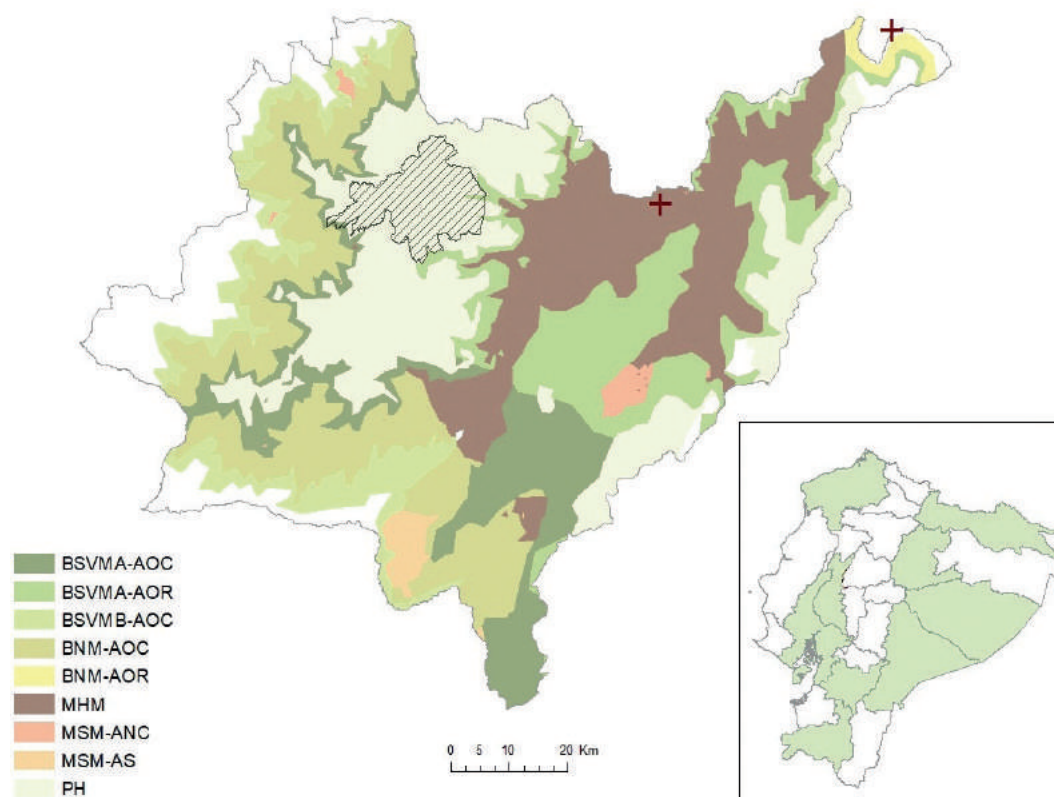 BSVMA-AOC
BSVMA-AOR
BSVMB-AOC
BNM-AOC
BNM-AOR
MHM
MSM-ANC
MSM-AS
PH
0 5 10 20 Km